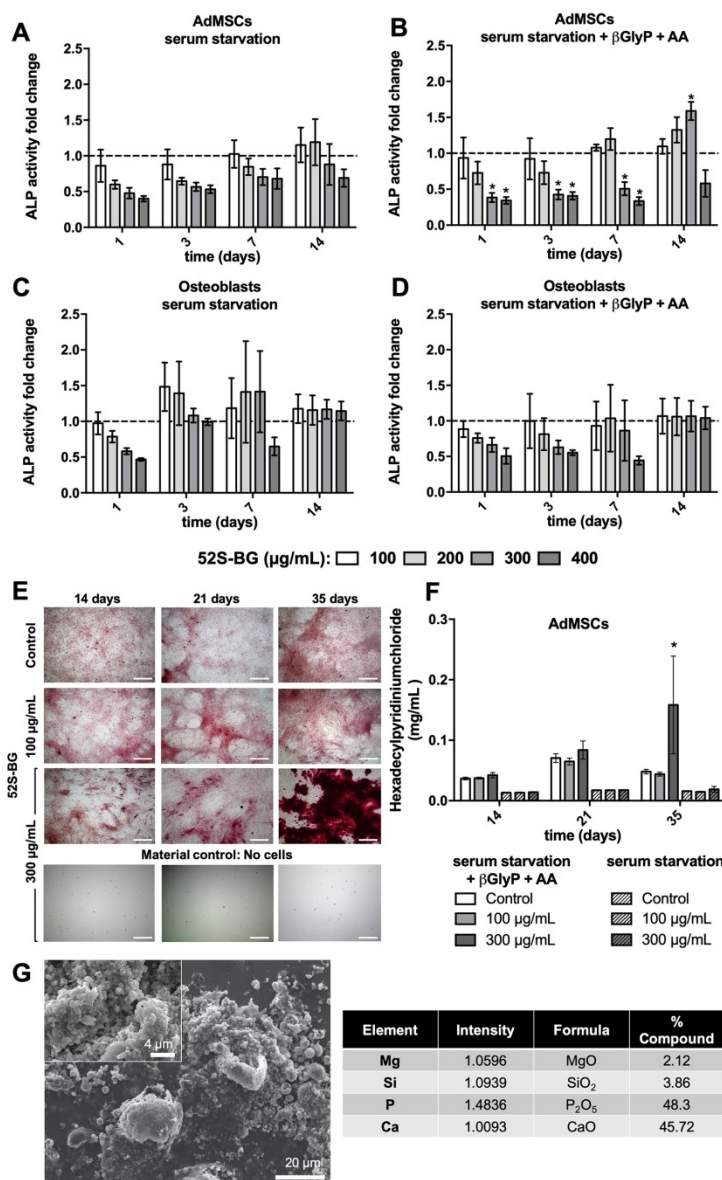 A
AdMSCs
serum starvation
ALP activity fold change
2.5
2.0
1.5
1.0
0.5
0.0
1
3
7
14
time (days)
B
AdMSCs
serum starvation + βGlyP + AA
ALP activity fold change
2.5
2.0
1.5
1.0
0.5
0.0
* *
* *
* *
*
1
3
7
14
time (days)
C
Osteoblasts
serum starvation
ALP activity fold change
2.5
2.0
1.5
1.0
0.5
0.0
1
3
7
14
time (days)
D
Osteoblasts
serum starvation + βGlyP + AA
ALP activity fold change
2.5
2.0
1.5
1.0
0.5
0.0
1
3
7
14
time (days)
52S-BG (µg/mL): 100 200 300 400
E
14 days 21 days 35 days
Control
100 µg/mL
52S-BG
300 µg/mL
Material control: No cells
F
AdMSCs
Hexadecylpyridiniumchloride
(mg/mL)
0.3
0.2
0.1
0.0
*
14
21
35
time (days)
serum starvation
+ βGlyP + AA
Control
100 µg/mL
300 µg/mL
serum starvation
Control
100 µg/mL
300 µg/mL
G
4 µm
20 µm
Element Intensity Formula % Compound
Mg 1.0596 MgO 2.12
Si 1.0939 SiO₂ 3.86
P 1.4836 P₂O₅ 48.3
Ca 1.0093 CaO 45.72